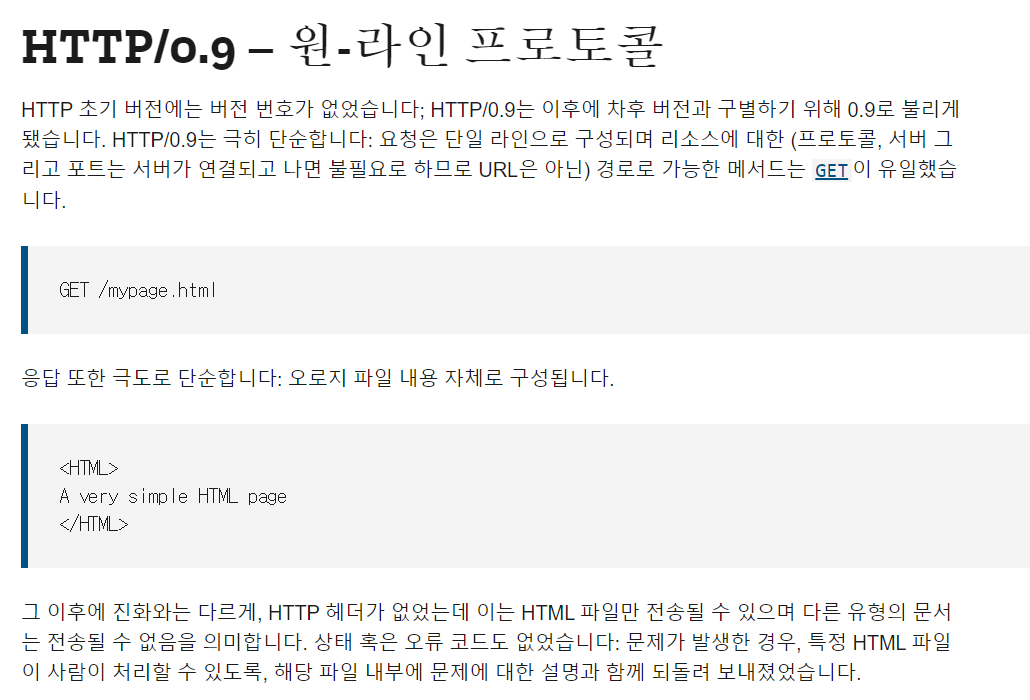 HTTP/0.9 – 원-라인 프로토콜
HTTP 초기 버전에는 버전 번호가 없었습니다; HTTP/0.9는 이후에 차후 버전과 구별하기 위해 0.9로 불리게
됐습니다. HTTP/0.9는 극히 단순합니다: 요청은 단일 라인으로 구성되며 리소스에 대한 (프로토콜, 서버 그
리고 포트는 서버가 연결되고 나면 불필요로 하므로 URL은 아닌) 경로로 가능한 메서드는 GET이 유일했습
니다.
GET /mypage.html
응답 또한 극도로 단순합니다: 오로지 파일 내용 자체로 구성됩니다.
<HTML>
A very simple HTML page
</HTML>
그 이후에 진화와는 다르게, HTTP 헤더가 없었는데 이는 HTML 파일만 전송될 수 있으며 다른 유형의 문서
는 전송될 수 없음을 의미합니다. 상태 혹은 오류 코드도 없었습니다: 문제가 발생한 경우, 특정 HTML 파일
이 사람이 처리할 수 있도록, 해당 파일 내부에 문제에 대한 설명과 함께 되돌려 보내졌었습니다.